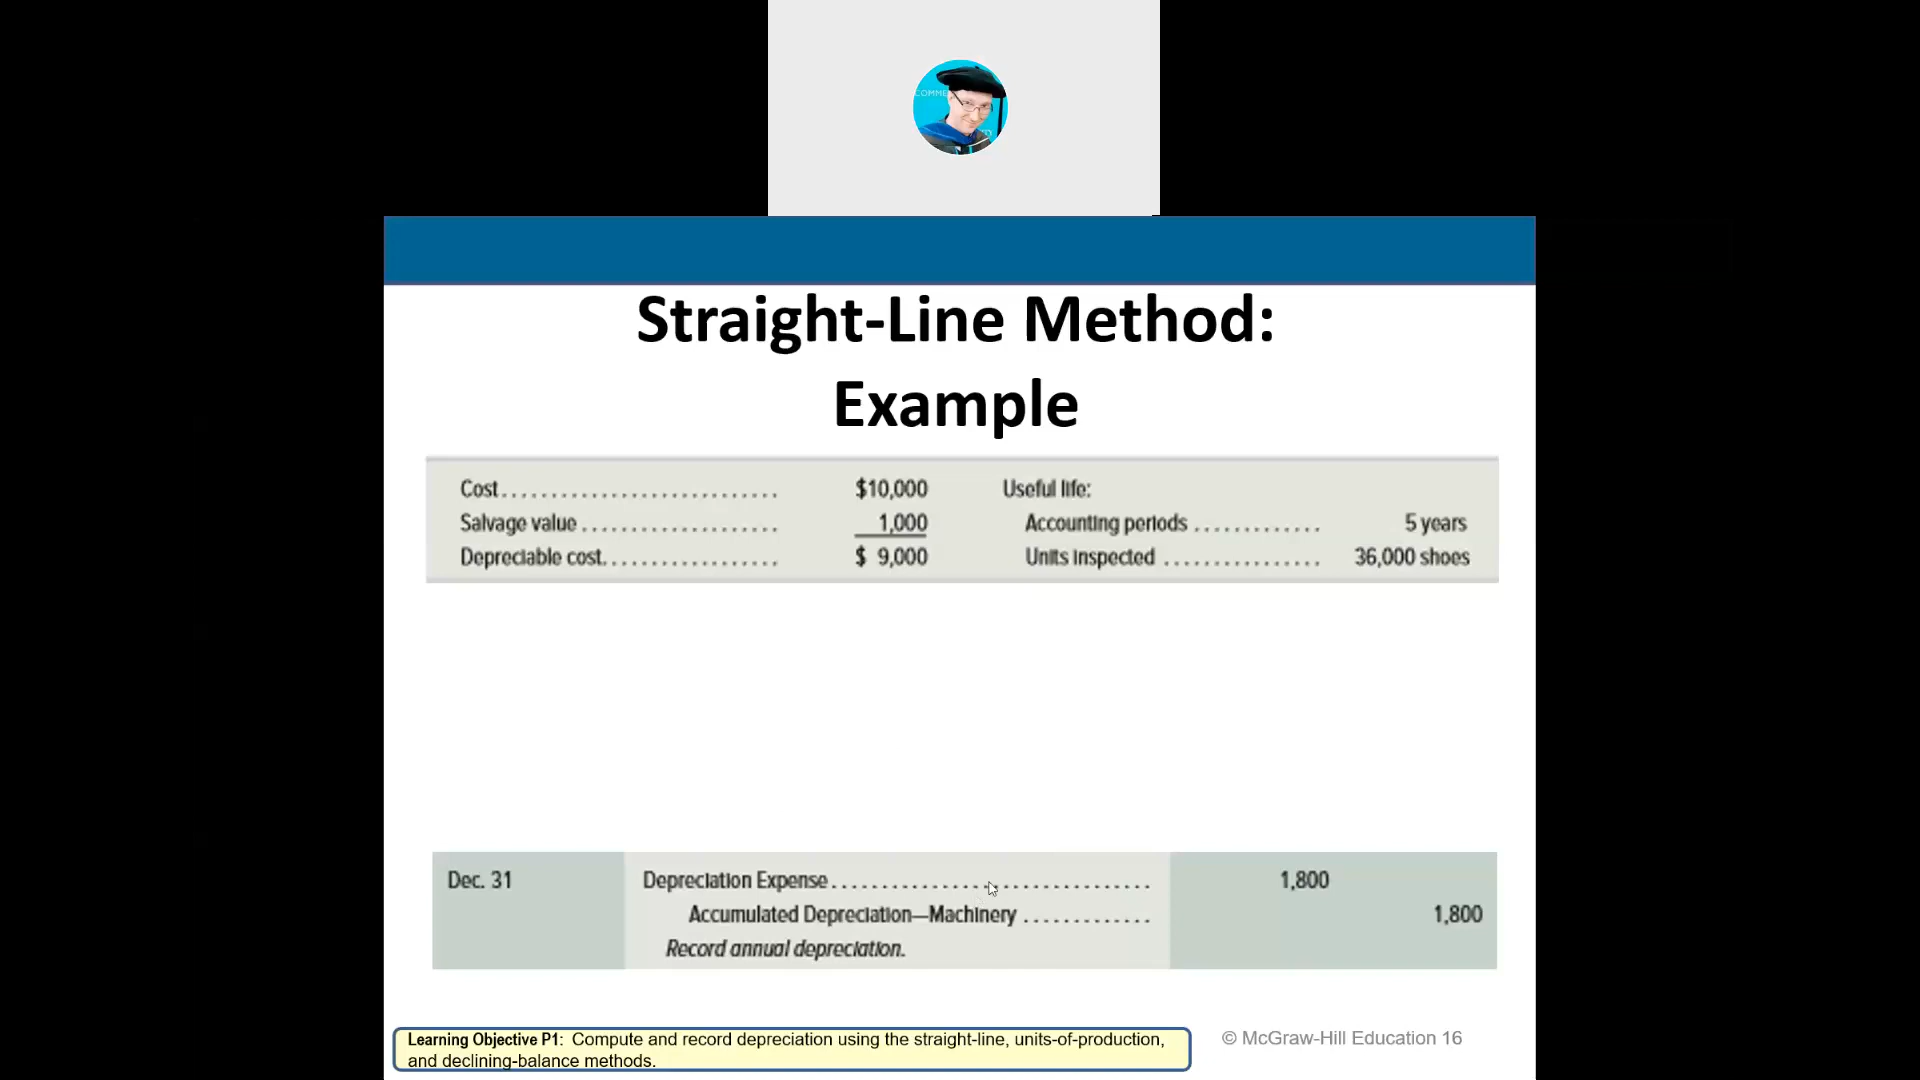 COMME
Straight-Line Method:
Example
Cost........................... $10,000 Useful life:
Salvage value .................... 1,000 Accounting periods ............. 5 years
Depreciable cost.................. $ 9,000 Units inspected ................ 36,000 shoes
Dec. 31 Depreciation Expense................................ 1,800
Accumulated Depreciation—Machinery ............. 1,800
Record annual depreciation.
Learning Objective P1: Compute and record depreciation using the straight-line, units-of-production,
and declining-balance methods.
© McGraw-Hill Education 16